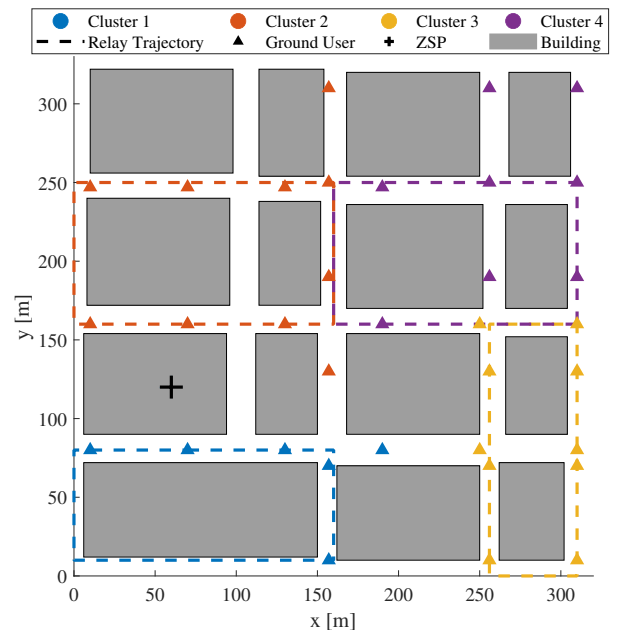 Cluster 1 Cluster 2 Cluster 3 Cluster 4
Relay Trajectory Ground User ZSP Building
300
250
200
150
100
50
0
y [m]
0 50 100 150 200 250 300
x [m]